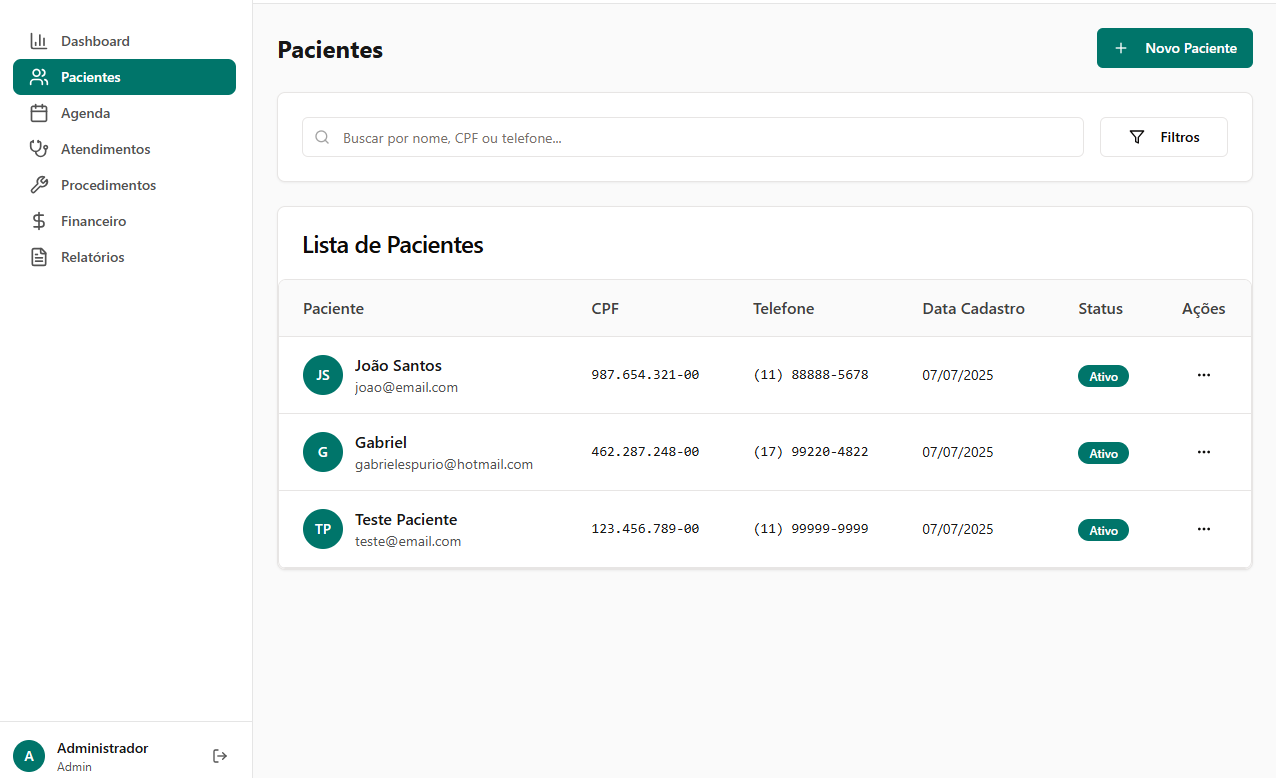 Dashboard
Pacientes
Agenda
Atendimentos
Procedimentos
Financeiro
Relatórios
A
Administrador
Admin
Pacientes
Novo Paciente
Buscar por nome, CPF ou telefone...
Filtros
Lista de Pacientes
Paciente CPF Telefone Data Cadastro Status Ações
JS João Santos 987.654.321-00 (11) 88888-5678 07/07/2025 Ativo
joao@email.com
G Gabriel 462.287.248-00 (17) 99220-4822 07/07/2025 Ativo
gabrielespurio@hotmail.com
TP Teste Paciente 123.456.789-00 (11) 99999-9999 07/07/2025 Ativo
teste@email.com